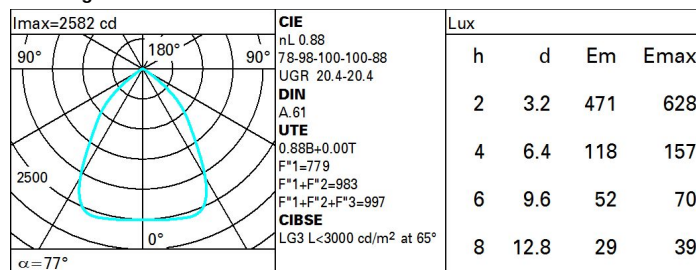 Imax=2582 cd
90° 180° 90°
2500
0°
α=77°
CIE
nL 0.88
78-98-100-100-88
UGR 20.4-20.4
DIN
A.61
UTE
0.88B+0.00T
F"1=779
F"1+F"2=983
F"1+F"2+F"3=997
CIBSE
LG3 L<3000 cd/m² at 65°
Lux
h d Em Emax
2 3.2 471 628
4 6.4 118 157
6 9.6 52 70
8 12.8 29 39